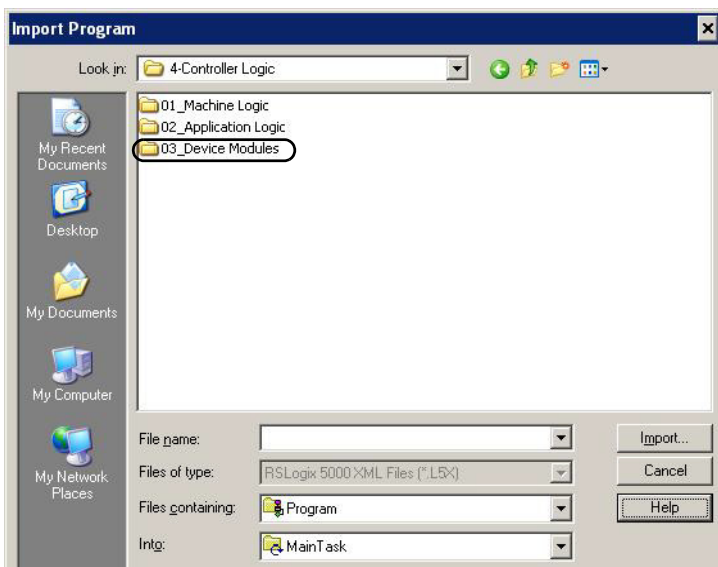 Import Program
Look in: 4-Controller Logic
01_Machine Logic
02_Application Logic
03_Device Modules
My Recent
Documents
Desktop
My Documents
My Computer
My Network
Places
File name:
Import...
Files of type: RSLogix 5000 XML Files (*.L5X)
Cancel
Files containing: Program
Help
Into: MainTask